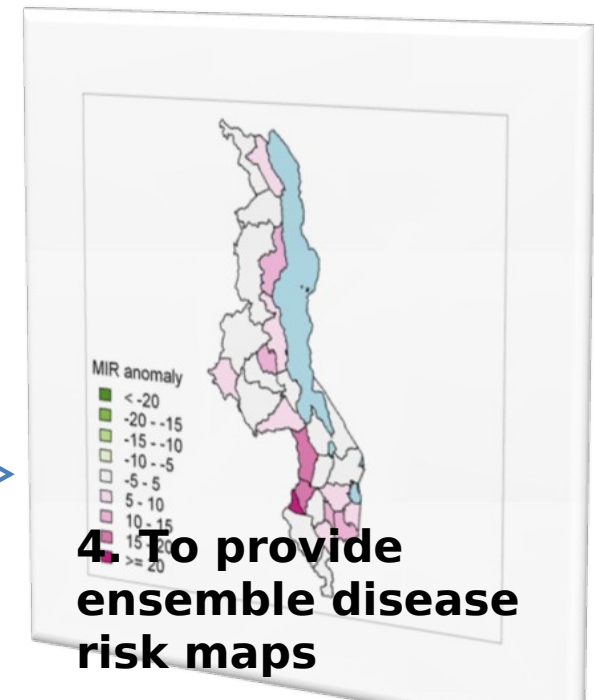 MIR anomaly
< -20
-20 - -15
-15 - -10
-10 - -5
-5 - 5
5 - 10
10 - 15
15 - 20
>= 20
4. To provide
ensemble disease
risk maps